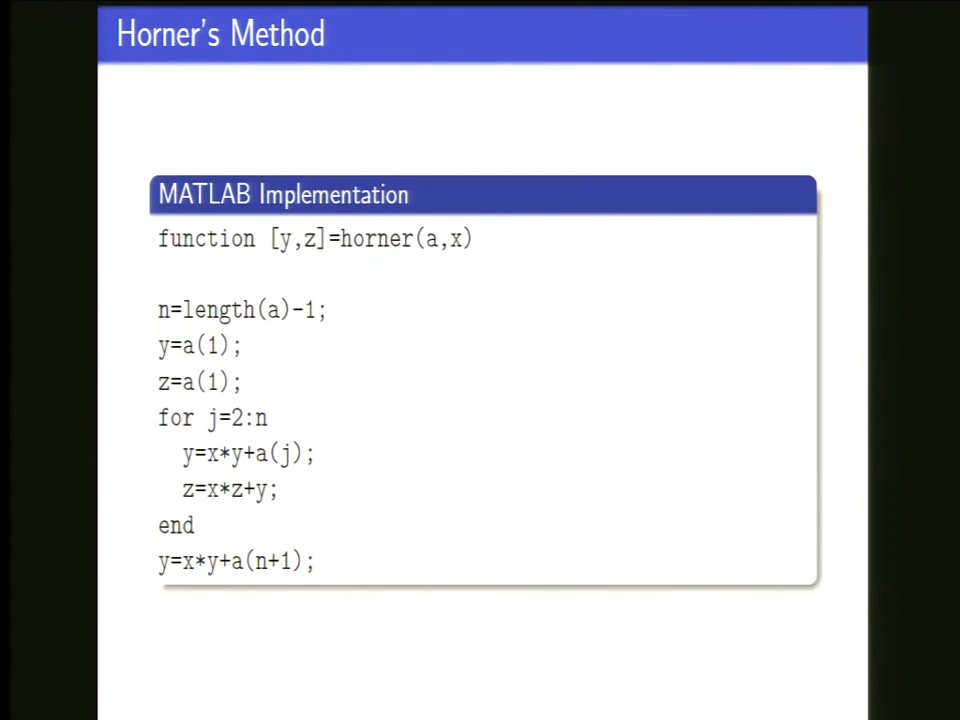 Horner's Method
MATLAB Implementation
function [y,z]=horner(a,x)
n=length(a)-1;
y=a(1);
z=a(1);
for j=2:n
y=x*y+a(j);
z=x*z+y;
end
y=x*y+a(n+1);